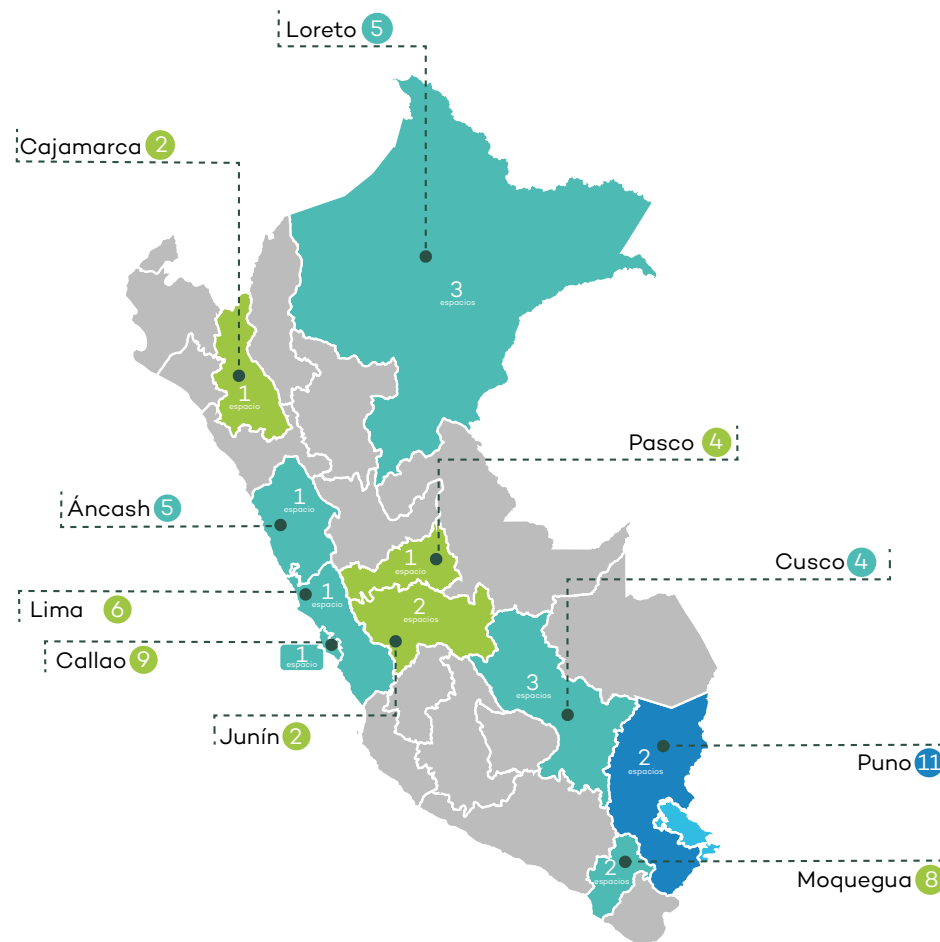 Loreto 5
Cajamarca 2
3
espacios
1
espacio
Pasco 4
1
espacio
Áncash 5
1
espacio
Cusco 4
1
espacio
2
espacios
Lima 6
1
espacio
Callao 9
3
espacios
Junín 2
2
espacios
Puno 11
2
espacios
Moquegua 8